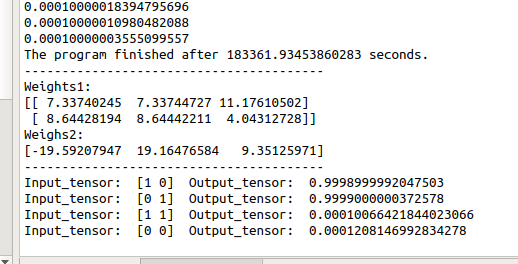 0.00010000018394795696
0.00010000010980482088
0.00010000003555099557
The program finished after 183361.93453860283 seconds.
----------------------------------------
Weights1:
[[ 7.33740245  7.33744727 11.17610502]
 [ 8.64428194  8.64442211  4.04312728]]
Weighs2:
[-19.59207947  19.16476584   9.35125971]
----------------------------------------
Input_tensor:  [1 0]  Output_tensor:  0.9998999992047503
Input_tensor:  [0 1]  Output_tensor:  0.9999000000372578
Input_tensor:  [1 1]  Output_tensor:  0.00010066421844023066
Input_tensor:  [0 0]  Output_tensor:  0.0001208146992834278